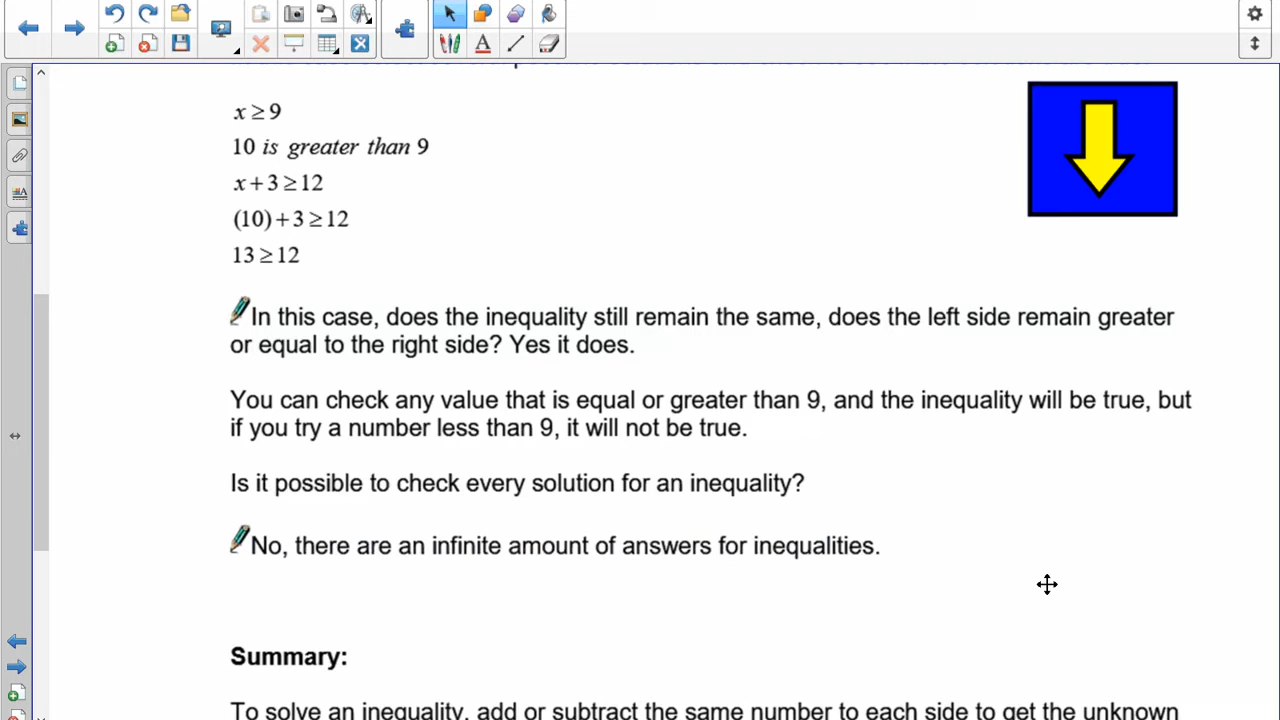 x ≥ 9
10 is greater than 9
x + 3 ≥ 12
(10) + 3 ≥ 12
13 ≥ 12
In this case, does the inequality still remain the same, does the left side remain greater
or equal to the right side? Yes it does.
You can check any value that is equal or greater than 9, and the inequality will be true, but
if you try a number less than 9, it will not be true.
Is it possible to check every solution for an inequality?
No, there are an infinite amount of answers for inequalities.
Summary:
To solve an inequality, add or subtract the same number to each side to get the unknown